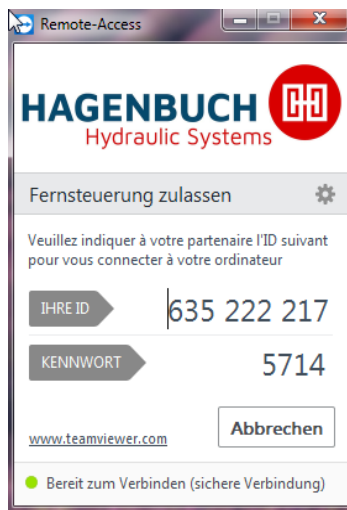 Remote-Access
HAGENBUCH
Hydraulic Systems
Fernsteuerung zulassen
Veuillez indiquer à votre partenaire l'ID suivant
pour vous connecter à votre ordinateur
IHRE ID 635 222 217
KENNWORT 5714
www.teamviewer.com Abbrechen
Bereit zum Verbinden (sichere Verbindung)